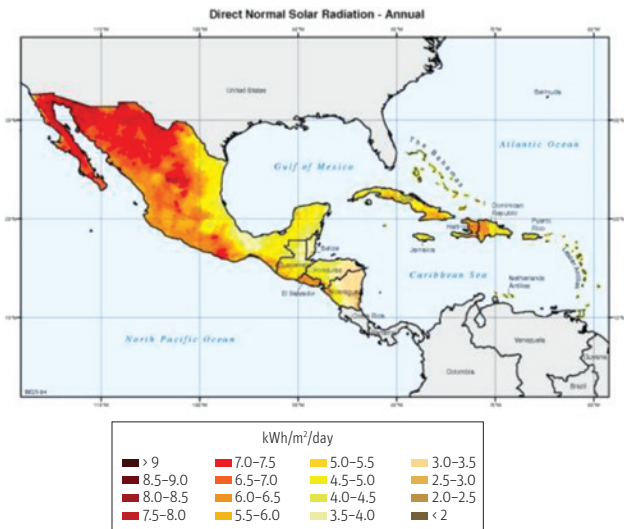 Direct Normal Solar Radiation - Annual
United States
Bermuda
The Bahamas
Atlantic Ocean
Gulf of Mexico
Dominican
Republic
Puerto
Rico
Haiti
Jamaica
Belize
Honduras
Caribbean Sea
Netherlands
Antilles
El Salvador
Nicaragua
Costa Rica
North Pacific Ocean
Venezuela
Colombia
Guyana
Brazil
kWh/m²/day
> 9
8.5–9.0
8.0–8.5
7.5–8.0
7.0–7.5
6.5–7.0
6.0–6.5
5.5–6.0
5.0–5.5
4.5–5.0
4.0–4.5
3.5–4.0
3.0–3.5
2.5–3.0
2.0–2.5
< 2